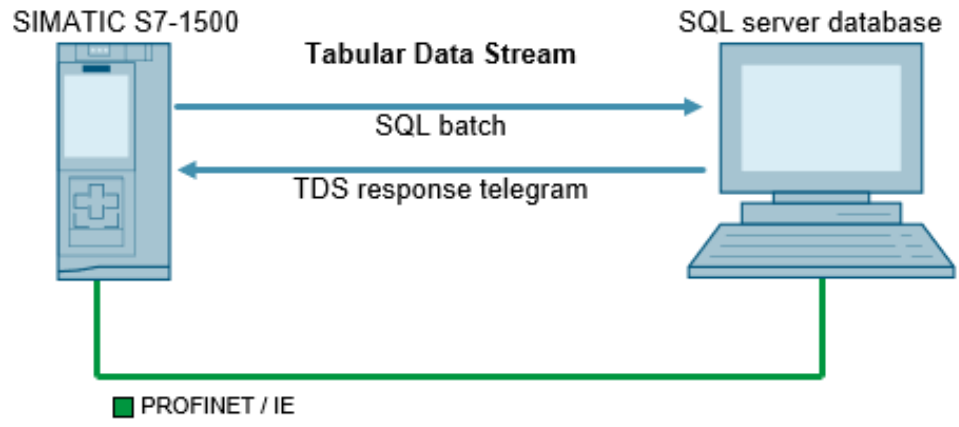 SIMATIC S7-1500
SQL server database
Tabular Data Stream
SQL batch
TDS response telegram
PROFINET / IE